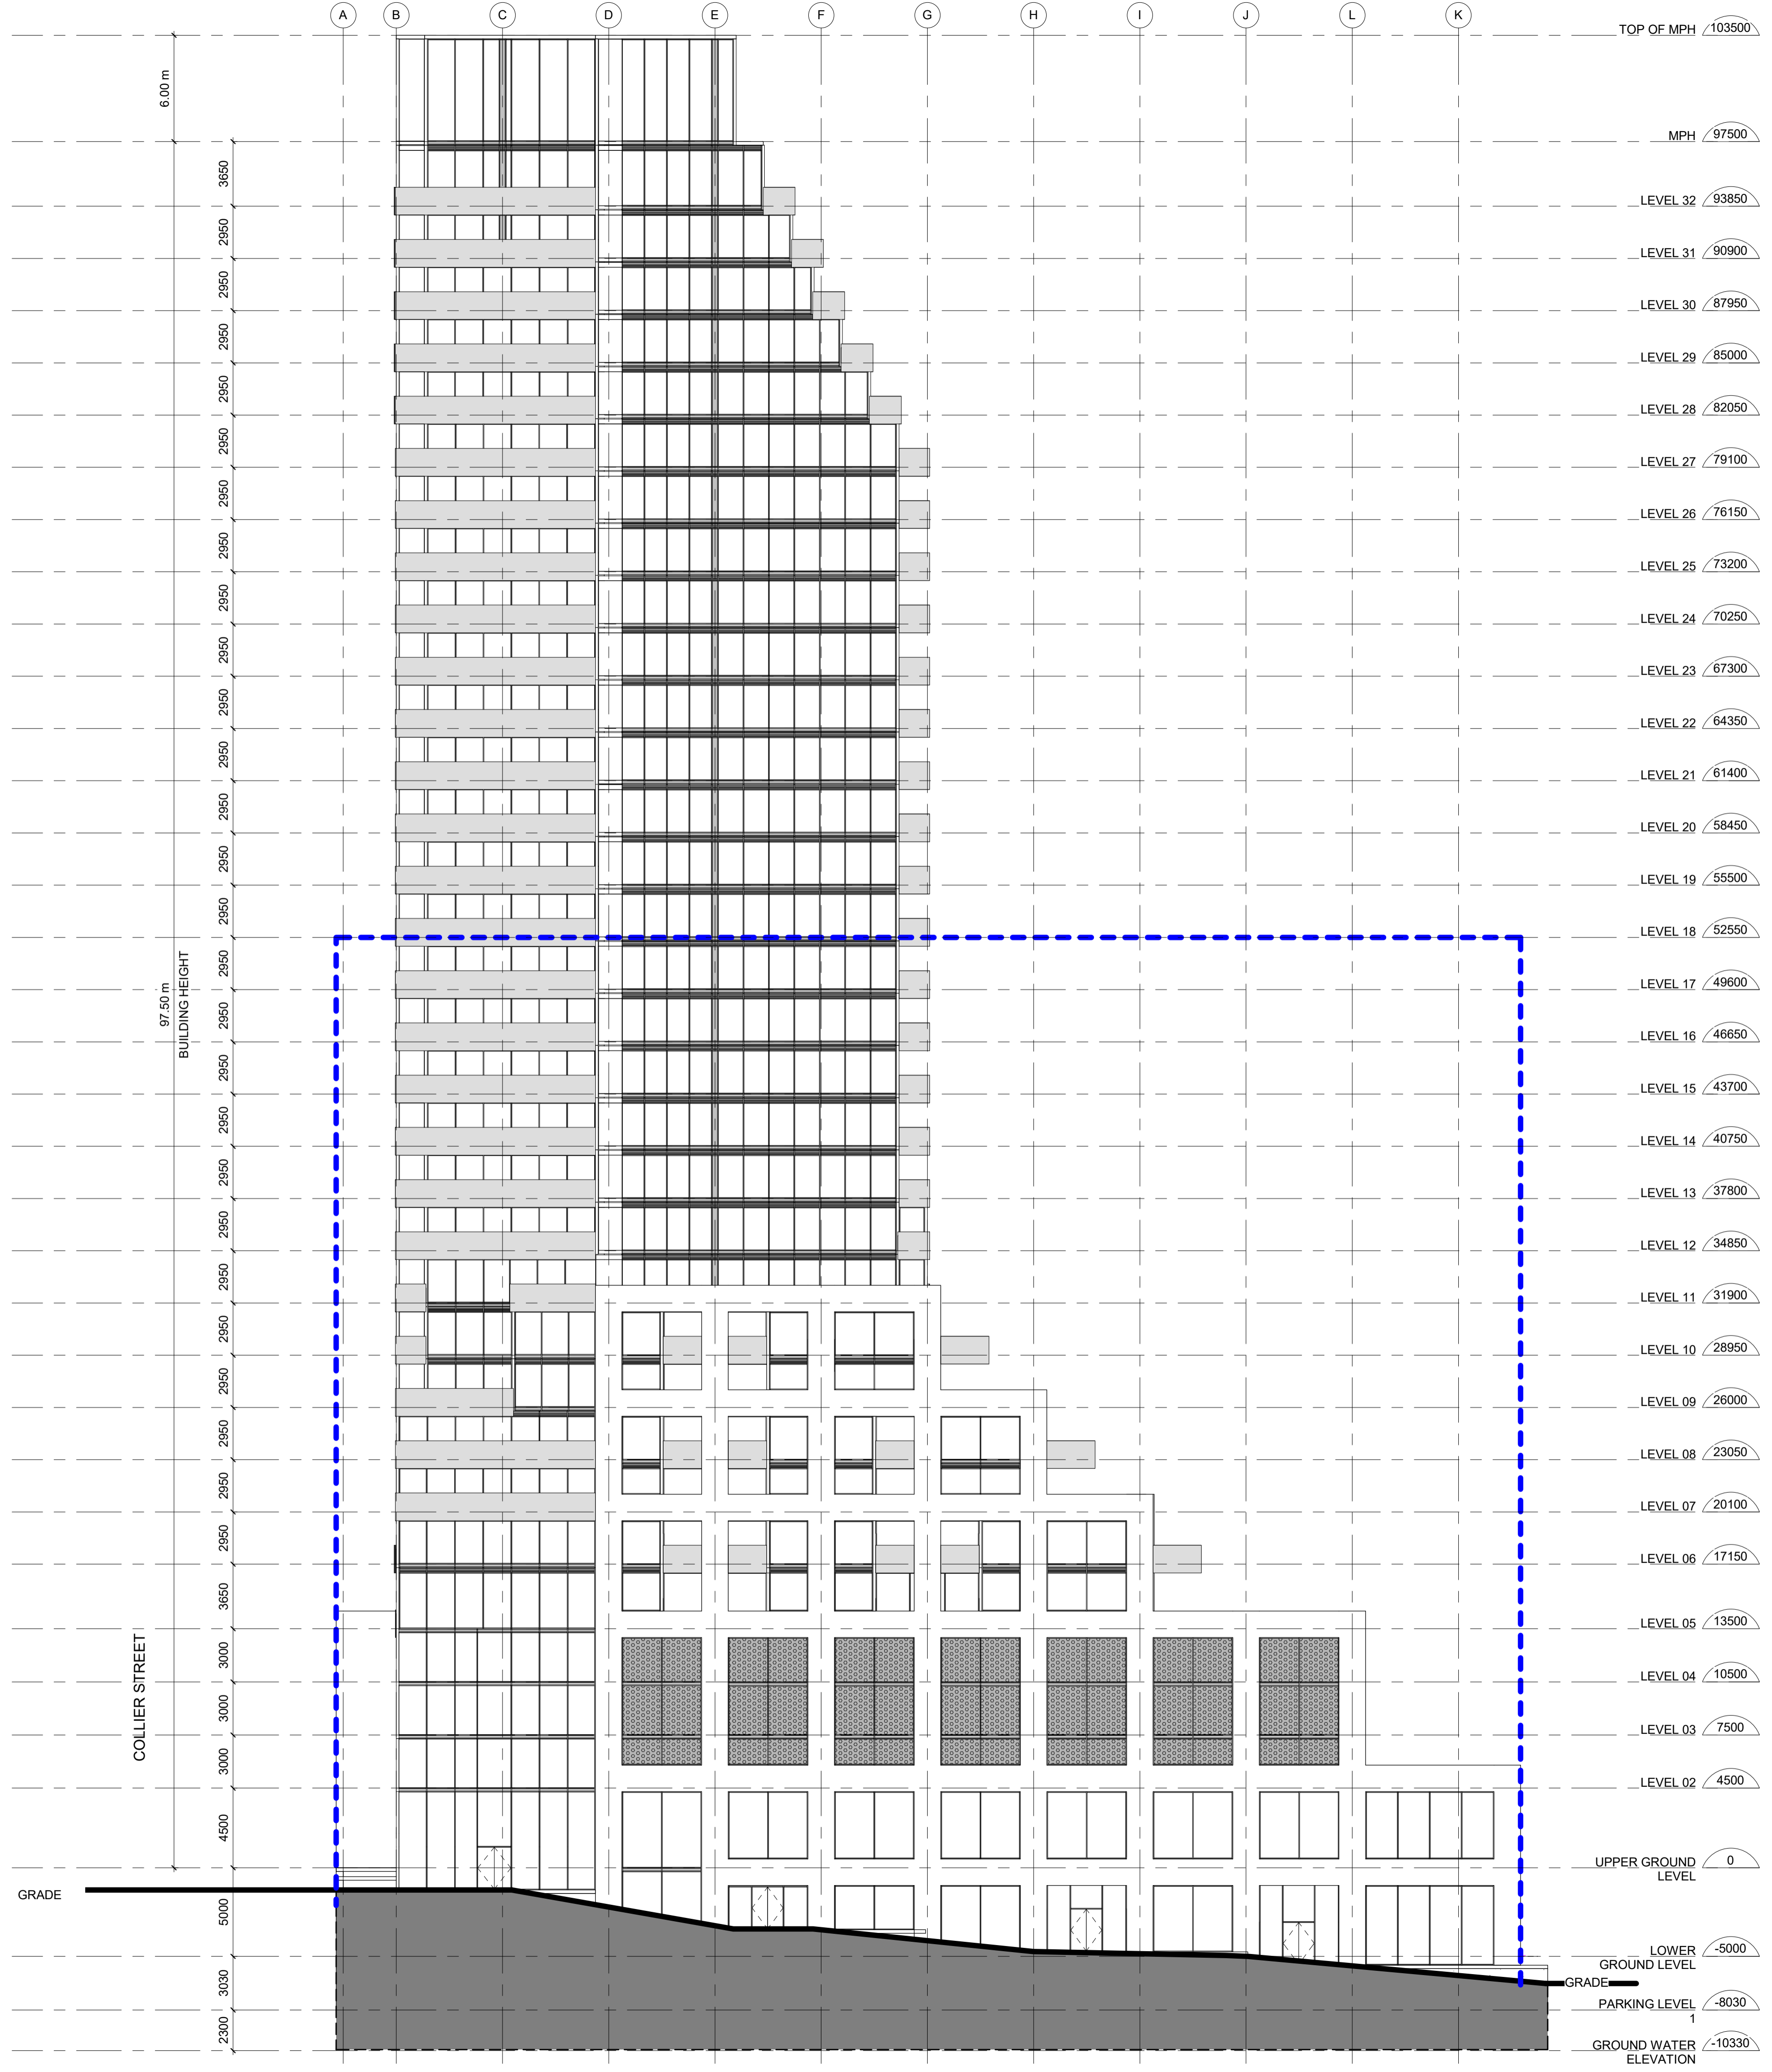 A B C D E F G H I J L K
TOP OF MPH 103500
6.00 m
MPH 97500
3650
LEVEL 32 93850
2950
LEVEL 31 90900
2950
LEVEL 30 87950
2950
LEVEL 29 85000
2950
LEVEL 28 82050
2950
LEVEL 27 79100
2950
LEVEL 26 76150
2950
LEVEL 25 73200
2950
LEVEL 24 70250
2950
LEVEL 23 67300
2950
LEVEL 22 64350
2950
LEVEL 21 61400
2950
LEVEL 20 58450
2950
LEVEL 19 55500
2950
LEVEL 18 52550
2950
97.50 m
BUILDING HEIGHT
LEVEL 17 49600
2950
LEVEL 16 46650
2950
LEVEL 15 43700
2950
LEVEL 14 40750
2950
LEVEL 13 37800
2950
LEVEL 12 34850
2950
LEVEL 11 31900
2950
LEVEL 10 28950
2950
LEVEL 09 26000
2950
LEVEL 08 23050
2950
LEVEL 07 20100
2950
LEVEL 06 17150
3650
LEVEL 05 13500
COLLIER STREET
3000
LEVEL 04 10500
3000
LEVEL 03 7500
3000
LEVEL 02 4500
4500
UPPER GROUND 0
LEVEL
GRADE
5000
LOWER -5000
GROUND LEVEL
GRADE
3030
PARKING LEVEL -8030
1
2300
GROUND WATER -10330
ELEVATION